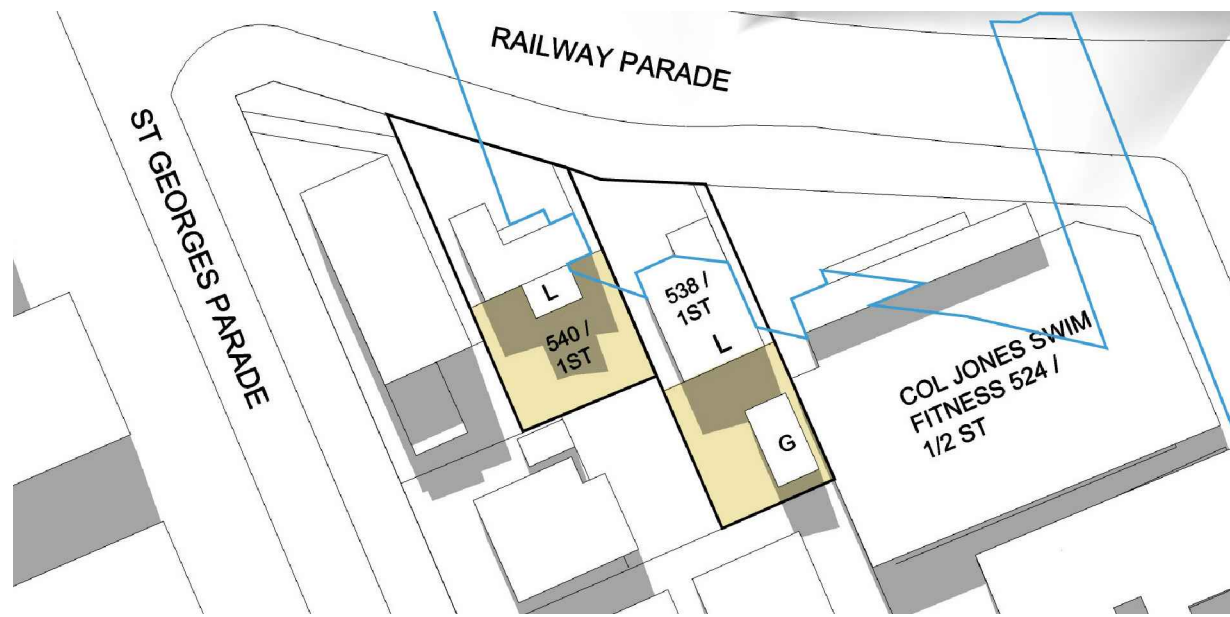 RAILWAY PARADE
ST GEORGES PARADE
L
540 /
1ST
538 /
1ST
L
G
COL JONES SWIM
FITNESS 524 /
1/2 ST